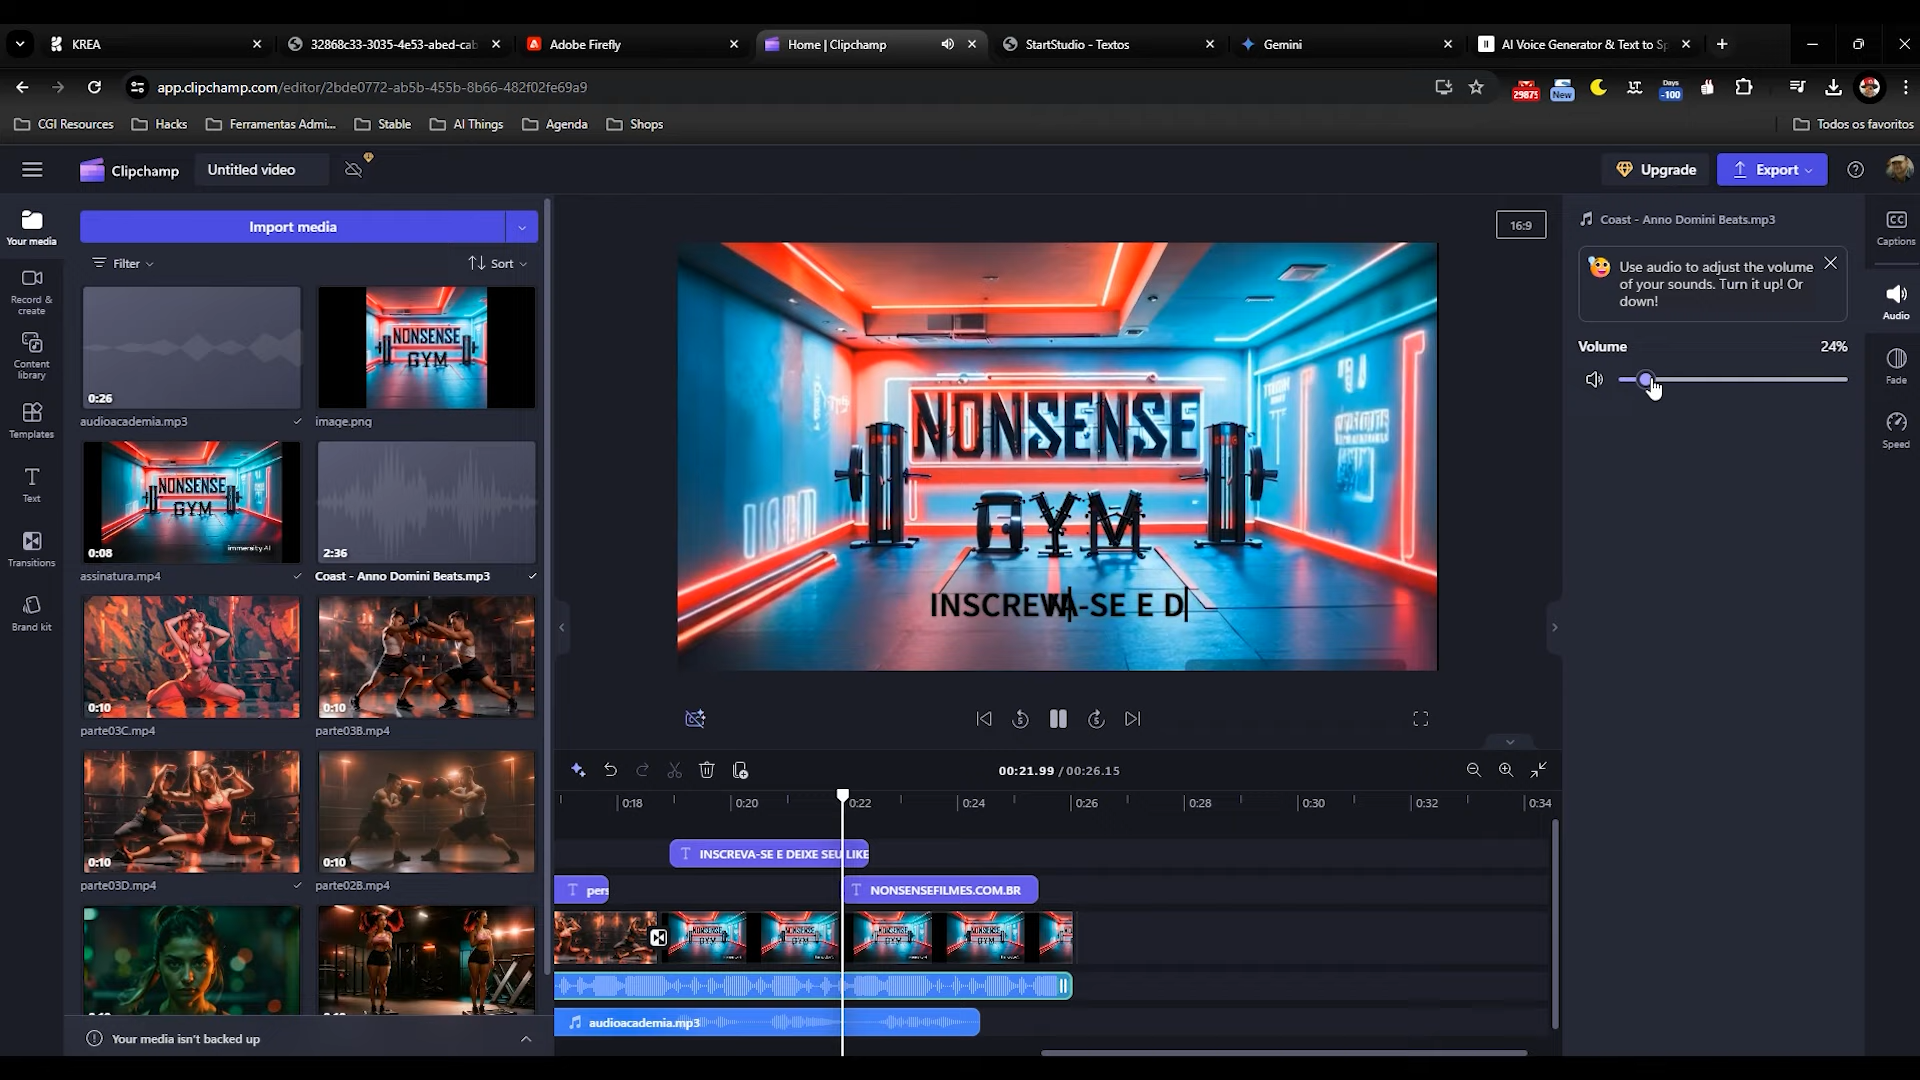 KREA
32868c33-3035-4e53-abed-cab
Adobe Firefly
Home | Clipchamp
StartStudio - Textos
Gemini
AI Voice Generator & Text to Sp
app.clipchamp.com/editor/2bde0772-ab5b-455b-8b66-482f02fe69a9
29875
New
Days
-100
CGI Resources
Hacks
Ferramentas Admi...
Stable
AI Things
Agenda
Shops
Todos os favoritos
Clipchamp
Untitled video
Upgrade
Export
Your media
Record &
create
Content
library
Templates
Text
Transitions
Brand kit
Import media
Filter
Sort
0:26
audioacademia.mp3
NONSENSE
GYM
image.png
NONSENSE
GYM
immersity.AI
0:08
assinatura.mp4
2:36
Coast - Anno Domini Beats.mp3
0:10
parte03C.mp4
0:10
parte03B.mp4
0:10
parte03D.mp4
0:10
parte02B.mp4
Your media isn't backed up
16:9
NONSENSE
GYM
INSCREVA-SE E D
00:21.99 / 00:26.15
0:18
0:20
0:22
0:24
0:26
0:28
0:30
0:32
0:34
INSCREVA-SE E DEIXE SEU LIKE
pers
NONSENSEFILMES.COM.BR
audioacademia.mp3
Coast - Anno Domini Beats.mp3
Use audio to adjust the volume
of your sounds. Turn it up! Or
down!
Volume
24%
CC
Captions
Audio
Fade
Speed